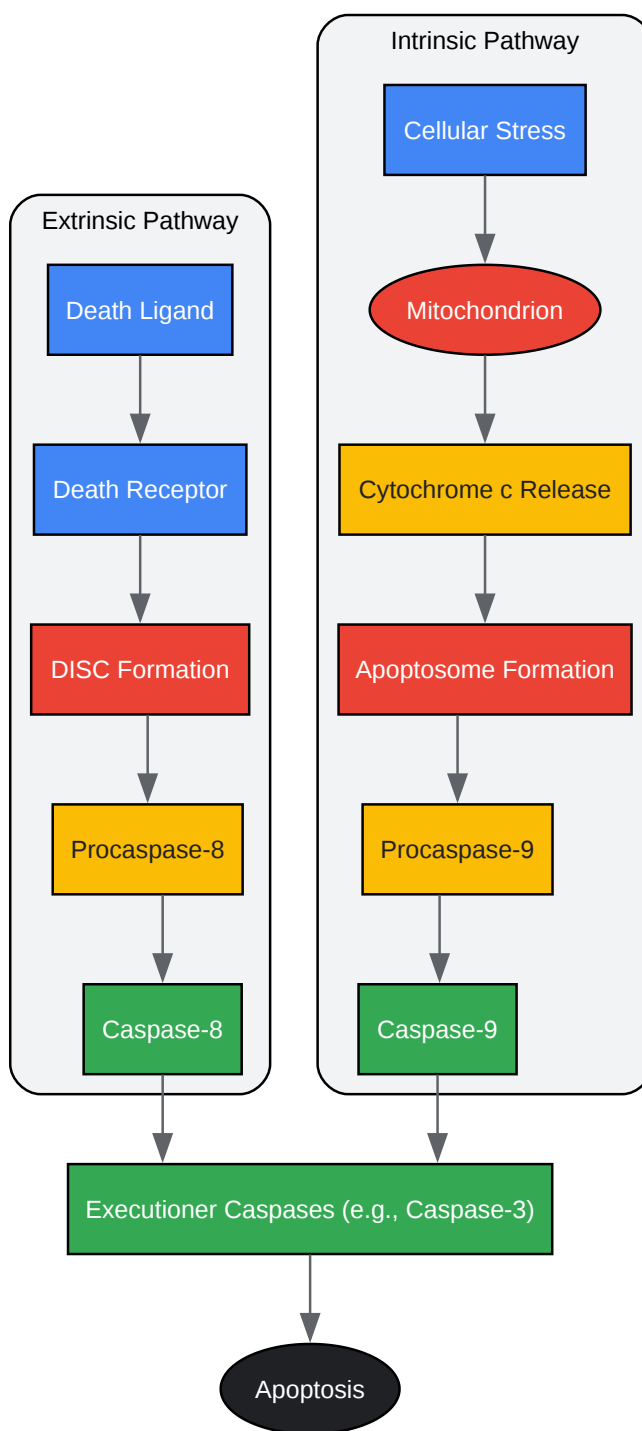 Extrinsic Pathway
Death Ligand
Death Receptor
DISC Formation
Procaspase-8
Caspase-8
Intrinsic Pathway
Cellular Stress
Mitochondrion
Cytochrome c Release
Apoptosome Formation
Procaspase-9
Caspase-9
Executioner Caspases (e.g., Caspase-3)
Apoptosis